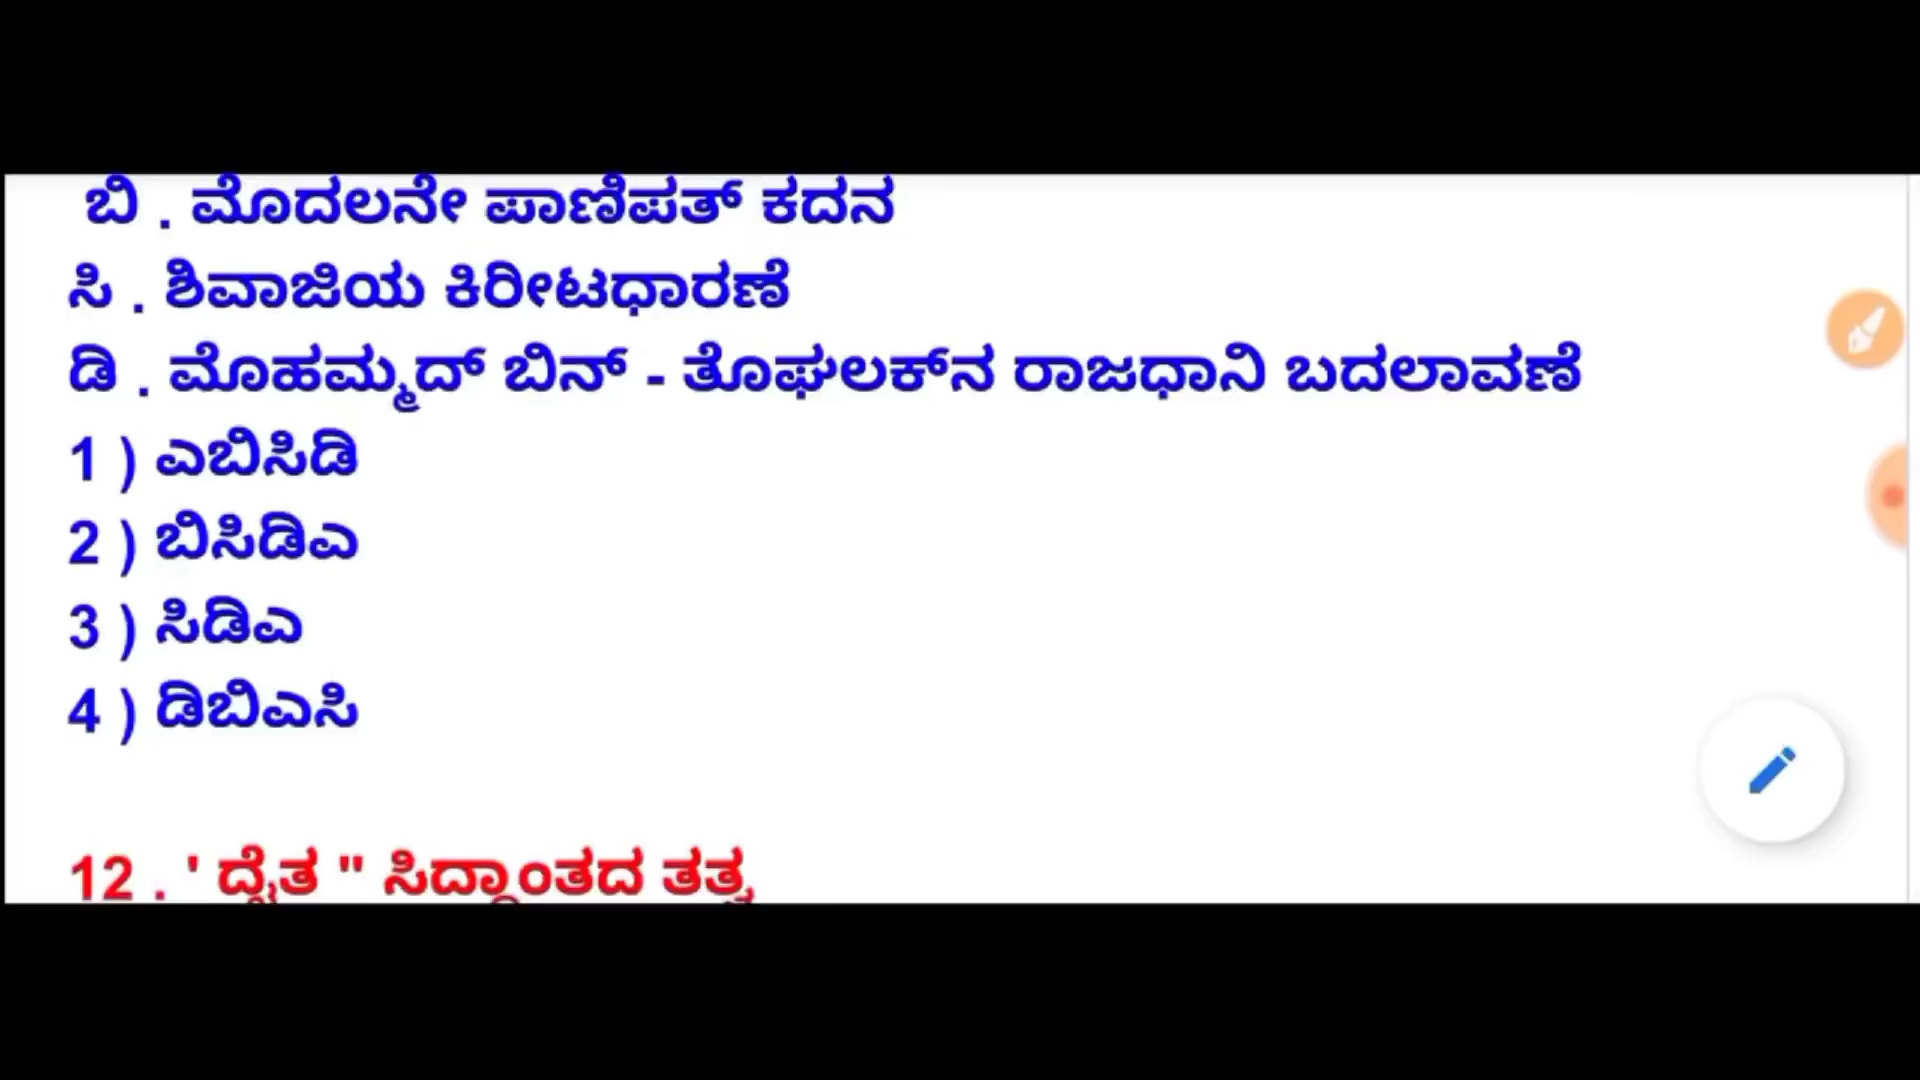 ಬಿ . ಮೊದಲನೇ ಪಾಣಿಪತ್ ಕದನ
ಸಿ . ಶಿವಾಜಿಯ ಕಿರೀಟಧಾರಣೆ
ಡಿ . ಮೊಹಮ್ಮದ್ ಬಿನ್ - ತೊಘಲಕ್‌ನ ರಾಜಧಾನಿ ಬದಲಾವಣೆ
1 ) ಎಬಿಸಿಡಿ
2 ) ಬಿಸಿಡಿಎ
3 ) ಸಿಡಿಎ
4 ) ಡಿಬಿಎಸಿ
12 . ' ದ್ವೈತ " ಸಿದ್ಧಾಂತದ ತತ್ವ